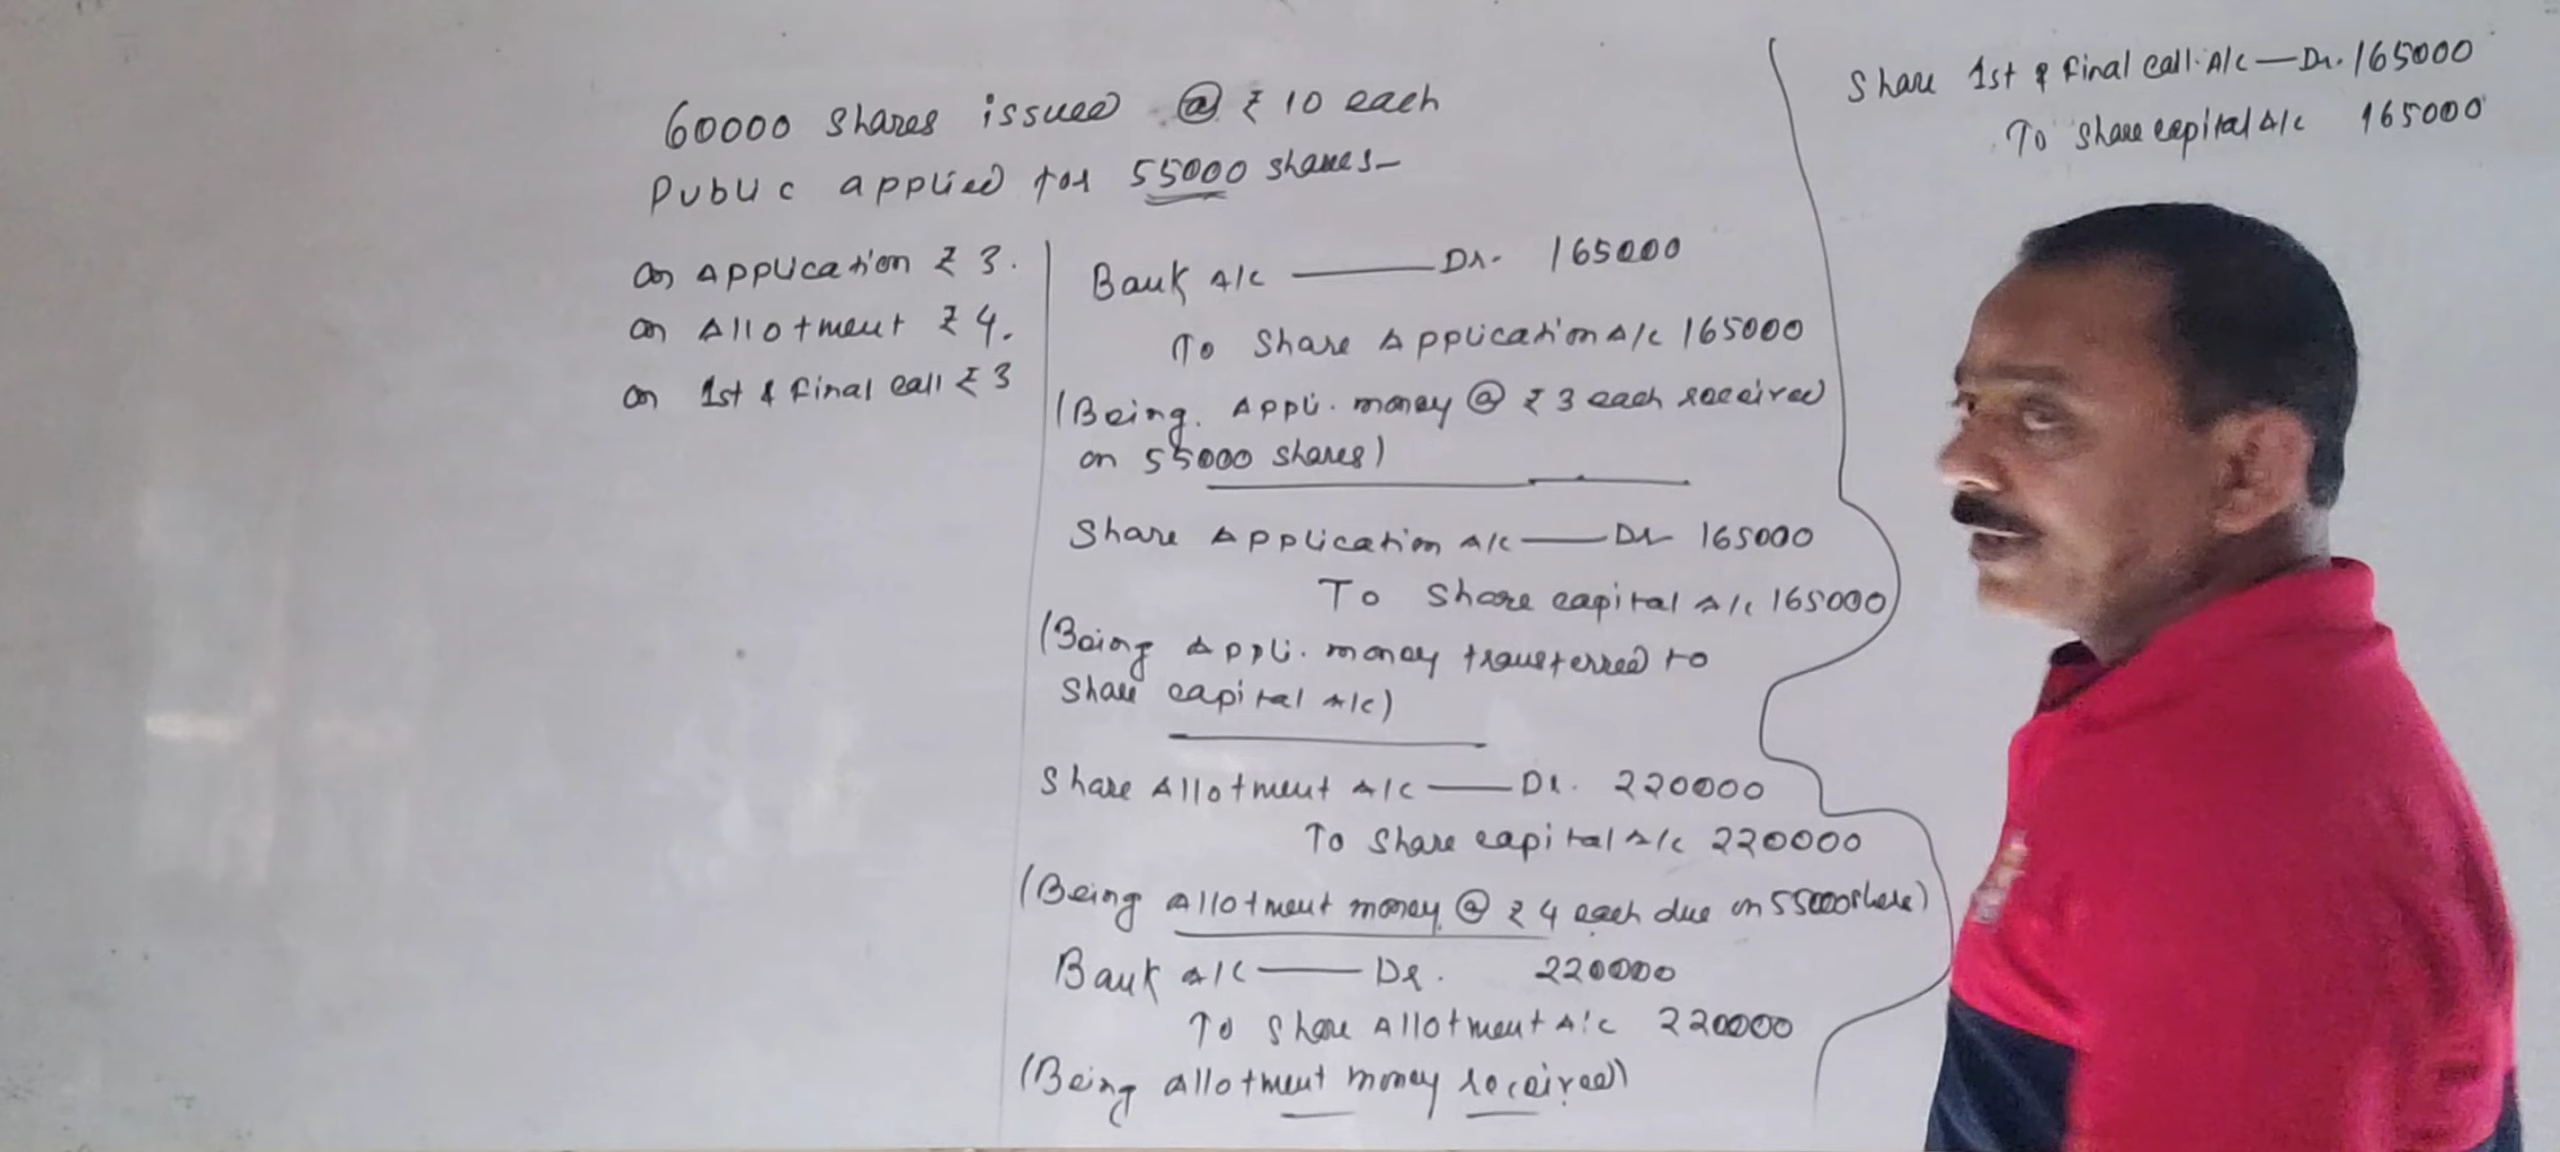 60000 shares issued @ ₹ 10 each
Public applied for 55000 shares-
on Application ₹ 3.
on Allotment ₹ 4.
on 1st & final call ₹ 3
Bank A/c — Dr. 165000
To Share Application A/c 165000
(Being. Appli. money @ ₹ 3 each received
on 55000 shares)
Share Application A/c — Dr 165000
To Share capital A/c 165000
(Being Appli. money transferred to
Share capital A/c)
Share Allotment A/c — Dr. 220000
To Share capital A/c 220000
(Being Allotment money @ ₹ 4 each due on 55000 share)
Bank A/c — Dr. 220000
To Share Allotment A/c 220000
(Being Allotment money received)
Share 1st & final call A/c — Dr. 165000
To share capital A/c 165000